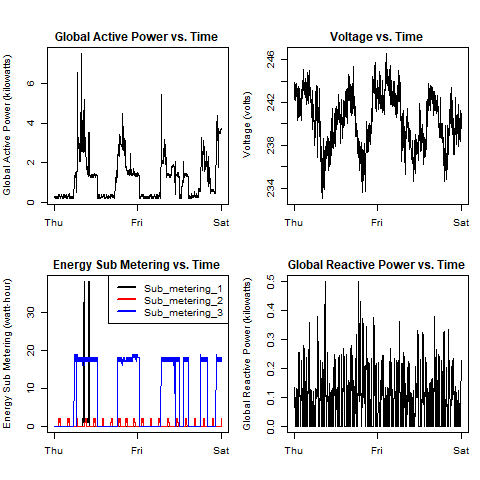 Global Active Power vs. Time
Global Active Power (kilowatts)
0
2
4
6
Thu
Fri
Sat
Voltage vs. Time
Voltage (volts)
234
238
242
246
Thu
Fri
Sat
Energy Sub Metering vs. Time
Energy Sub Metering (watt-hour)
0
10
20
30
Sub_metering_1
Sub_metering_2
Sub_metering_3
Thu
Fri
Sat
Global Reactive Power vs. Time
Global Reactive Power (kilowatts)
0.0
0.1
0.2
0.3
0.4
0.5
Thu
Fri
Sat